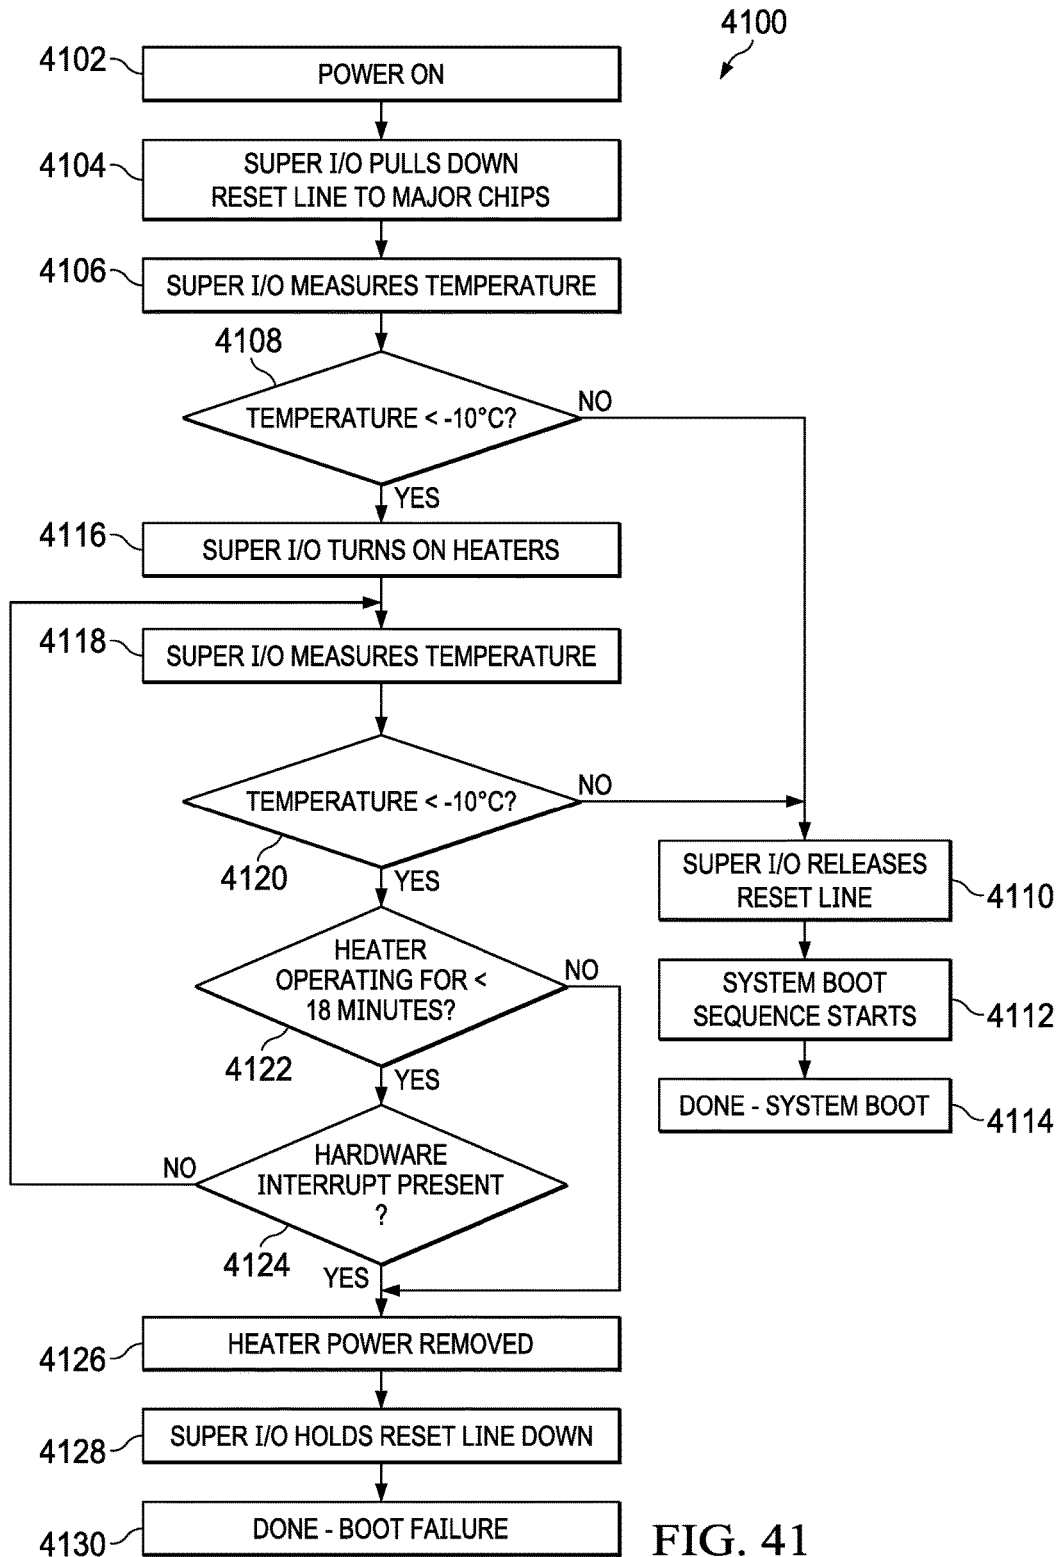 4100
4102
POWER ON
4104
SUPER I/O PULLS DOWN
RESET LINE TO MAJOR CHIPS
4106
SUPER I/O MEASURES TEMPERATURE
4108
TEMPERATURE < -10°C?
NO
YES
4116
SUPER I/O TURNS ON HEATERS
4118
SUPER I/O MEASURES TEMPERATURE
TEMPERATURE < -10°C?
NO
4120
YES
SUPER I/O RELEASES
RESET LINE
4110
HEATER
OPERATING FOR <
18 MINUTES?
NO
4122
YES
SYSTEM BOOT
SEQUENCE STARTS
4112
DONE - SYSTEM BOOT
4114
HARDWARE
INTERRUPT PRESENT
?
NO
4124
YES
4126
HEATER POWER REMOVED
4128
SUPER I/O HOLDS RESET LINE DOWN
4130
DONE - BOOT FAILURE
FIG. 41